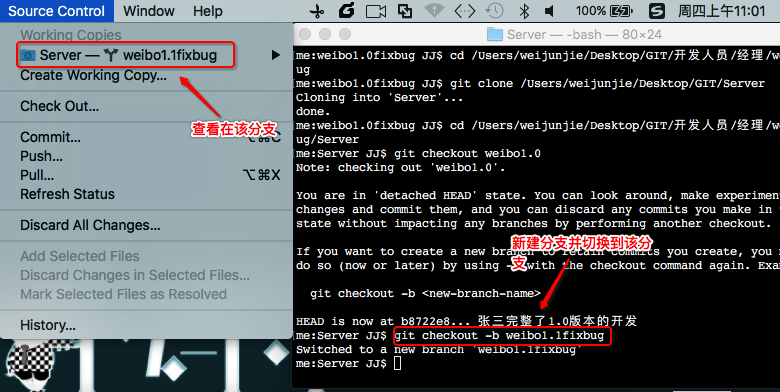 Source Control Window Help
100% 周四上午11:01
Working Copies
Server — weibo1.1fixbug
Create Working Copy...
查看在该分支
Check Out...
Commit... ⌥⌘C
Push...
Pull... ⌥⌘X
Refresh Status
Discard All Changes...
Add Selected Files
Discard Changes in Selected Files...
Mark Selected Files as Resolved
History...
Server — -bash — 80×24
me:weibo1.0fixbug JJ$ cd /Users/weijunjie/Desktop/GIT/开发人员/经理/we
ug
me:weibo1.0fixbug JJ$ git clone /Users/weijunjie/Desktop/GIT/Server
Cloning into 'Server'...
done.
me:weibo1.0fixbug JJ$ cd /Users/weijunjie/Desktop/GIT/开发人员/经理/we
ug/Server
me:Server JJ$ git checkout weibo1.0
Note: checking out 'weibo1.0'.
You are in 'detached HEAD' state. You can look around, make experiment
changes and commit them, and you can discard any commits you make in
state without impacting any branches by performing another checkout.
新建分支并切换到该分
支
If you want to create a new branch to retain commits you create, you m
do so (now or later) by using -b with the checkout command again. Exa
git checkout -b <new-branch-name>
HEAD is now at b8722e8... 张三完整了1.0版本的开发
me:Server JJ$ git checkout -b weibo1.1fixbug
Switched to a new branch 'weibo1.1fixbug'
me:Server JJ$